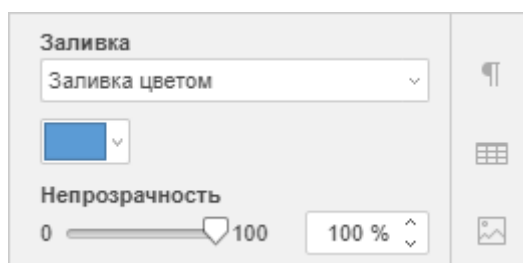 Заливка
Заливка цветом
Непрозрачность
0 100 100 %